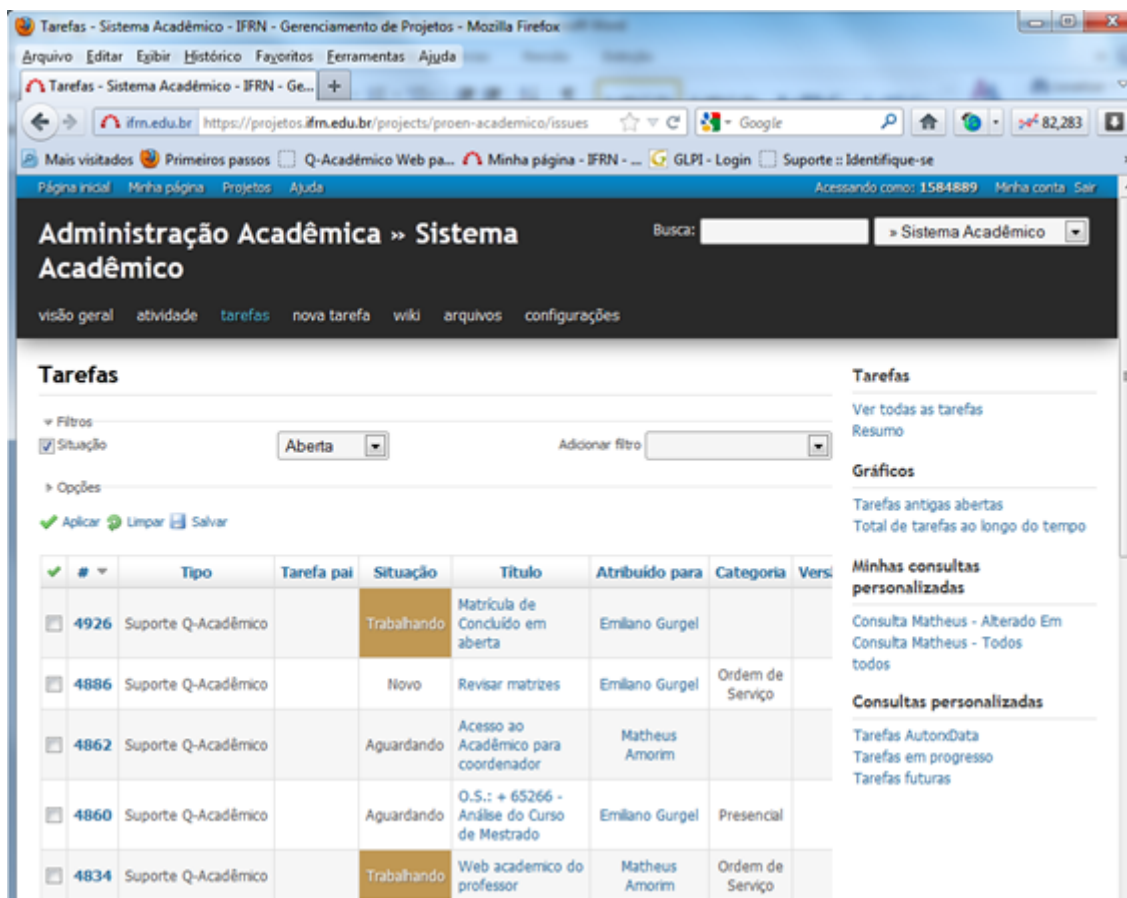 Tarefas - Sistema Acadêmico - IFRN - Gerenciamento de Projetos - Mozilla Firefox
Arquivo Editar Exibir Histórico Favoritos Ferramentas Ajuda
Tarefas - Sistema Acadêmico - IFRN - Ge... +
ifrn.edu.br https://projetos.ifrn.edu.br/projects/proen-academico/issues Google 82,283
Mais visitados Primeiros passos Q-Acadêmico Web pa... Minha página - IFRN - ... GLPI - Login Suporte :: Identifique-se
Página inicial Minha página Projetos Ajuda Acessando como: 1584889 Minha conta Sair
Administração Acadêmica » Sistema
Acadêmico
Busca: » Sistema Acadêmico
visão geral atividade tarefas nova tarefa wiki arquivos configurações
Tarefas
Filtros
Situação Aberta Adicionar filtro
Opções
Aplicar Limpar Salvar
# Tipo Tarefa pai Situação Título Atribuído para Categoria Versã
4926 Suporte Q-Acadêmico Trabalhando Matrícula de
Concluído em
aberta
Emiliano Gurgel
4886 Suporte Q-Acadêmico Novo Revisar matrizes Emiliano Gurgel Ordem de
Serviço
4862 Suporte Q-Acadêmico Aguardando Acesso ao
Acadêmico para
coordenador
Matheus
Amorim
4860 Suporte Q-Acadêmico Aguardando O.S.: + 65266 -
Análise do Curso
de Mestrado
Emiliano Gurgel Presencial
4834 Suporte Q-Acadêmico Trabalhando Web academico do
professor
Matheus
Amorim
Ordem de
Serviço
Tarefas
Ver todas as tarefas
Resumo
Gráficos
Tarefas antigas abertas
Total de tarefas ao longo do tempo
Minhas consultas
personalizadas
Consulta Matheus - Alterado Em
Consulta Matheus - Todos
todos
Consultas personalizadas
Tarefas AutorxData
Tarefas em progresso
Tarefas futuras